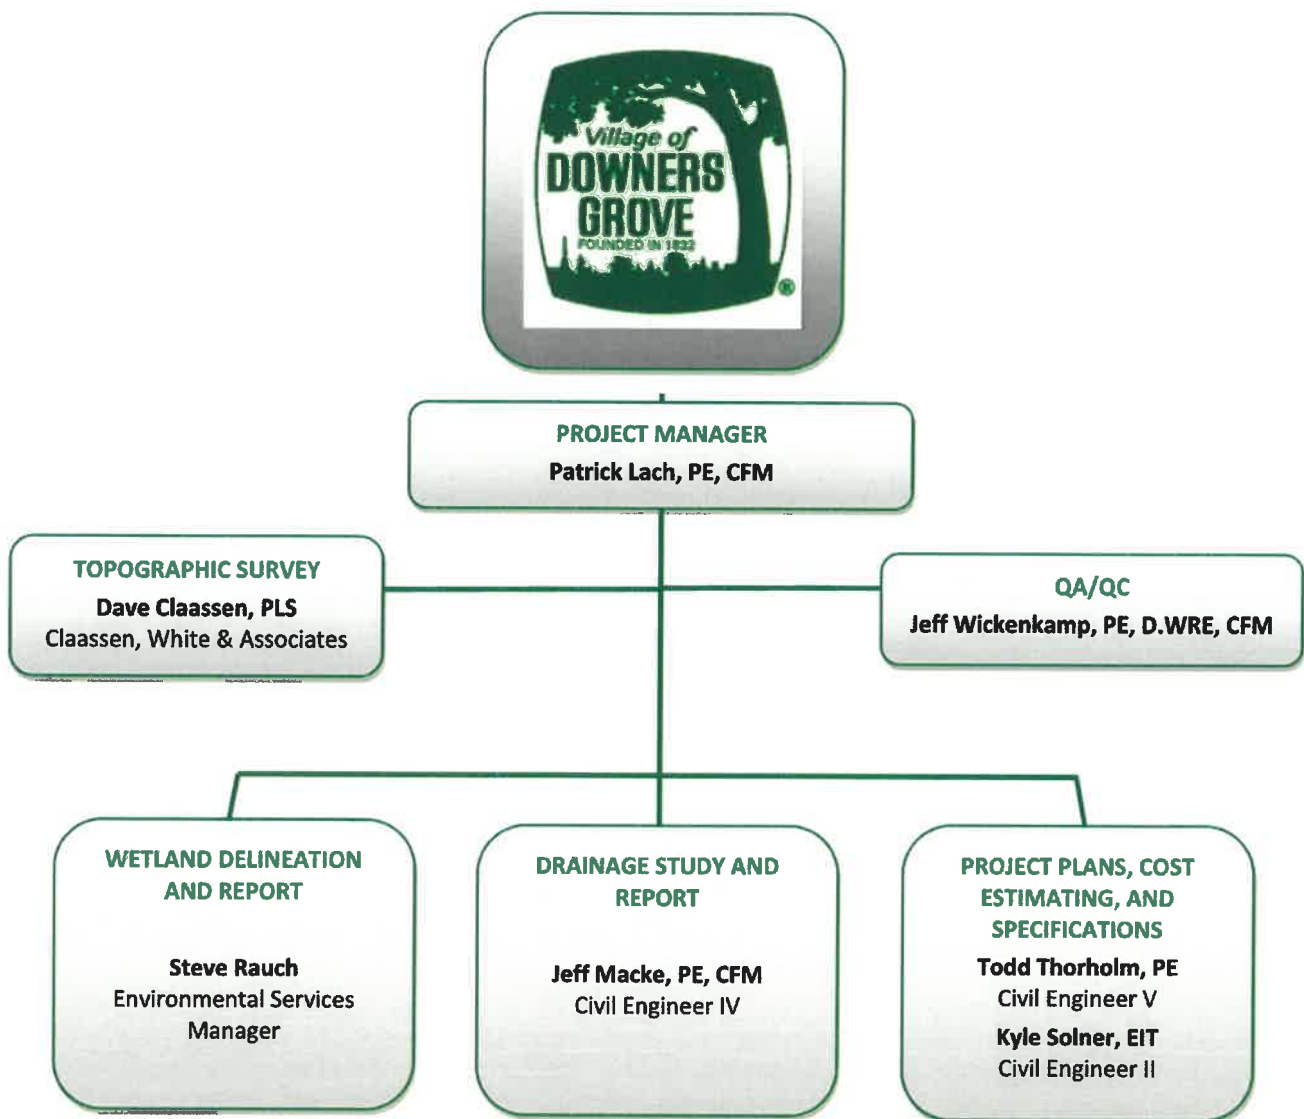 Village of
DOWNERS
GROVE
FOUNDED IN 1832
®
PROJECT MANAGER
Patrick Lach, PE, CFM
TOPOGRAPHIC SURVEY
Dave Claassen, PLS
Claassen, White & Associates
QA/QC
Jeff Wickenkamp, PE, D.WRE, CFM
WETLAND DELINEATION
AND REPORT
Steve Rauch
Environmental Services
Manager
DRAINAGE STUDY AND
REPORT
Jeff Macke, PE, CFM
Civil Engineer IV
PROJECT PLANS, COST
ESTIMATING, AND
SPECIFICATIONS
Todd Thorholm, PE
Civil Engineer V
Kyle Solner, EIT
Civil Engineer II